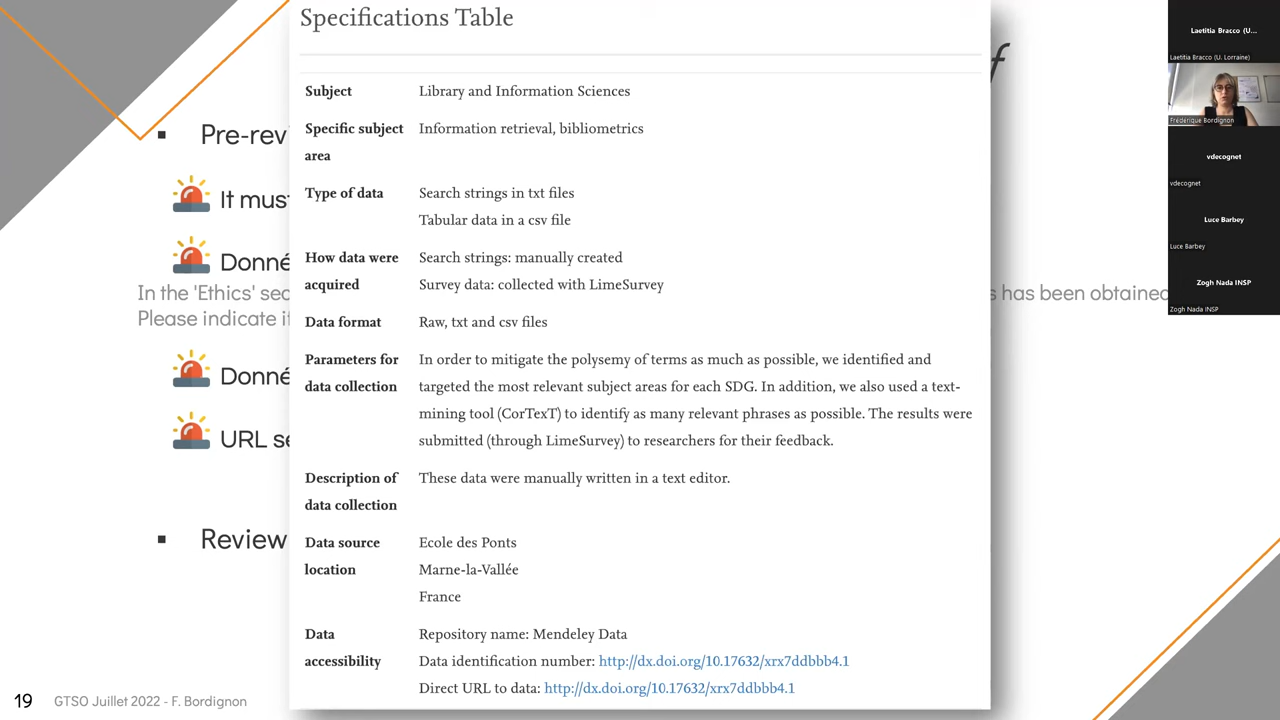 Specifications Table
f
Subject Library and Information Sciences
Specific subject Information retrieval, bibliometrics
area
Type of data Search strings in txt files
Tabular data in a csv file
How data were Search strings: manually created
acquired Survey data: collected with LimeSurvey
Data format Raw, txt and csv files
Parameters for In order to mitigate the polysemy of terms as much as possible, we identified and
data collection targeted the most relevant subject areas for each SDG. In addition, we also used a text-
mining tool (CorTexT) to identify as many relevant phrases as possible. The results were
submitted (through LimeSurvey) to researchers for their feedback.
Description of These data were manually written in a text editor.
data collection
Data source Ecole des Ponts
location Marne-la-Vallée
France
Data Repository name: Mendeley Data
accessibility Data identification number: http://dx.doi.org/10.17632/xrx7ddbbb4.1
Direct URL to data: http://dx.doi.org/10.17632/xrx7ddbbb4.1
Pre-rev
It must
Donné
In the 'Ethics' sec s has been obtained
Please indicate i
Donné
URL se
Review
19 GTSO Juillet 2022 - F. Bordignon
Laetitia Bracco (U...
Laetitia Bracco (U. Lorraine)
Frédérique Bordignon
vdecognet
vdecognet
Luce Barbey
Luce Barbey
Zogh Nada INSP
Zogh Nada INSP